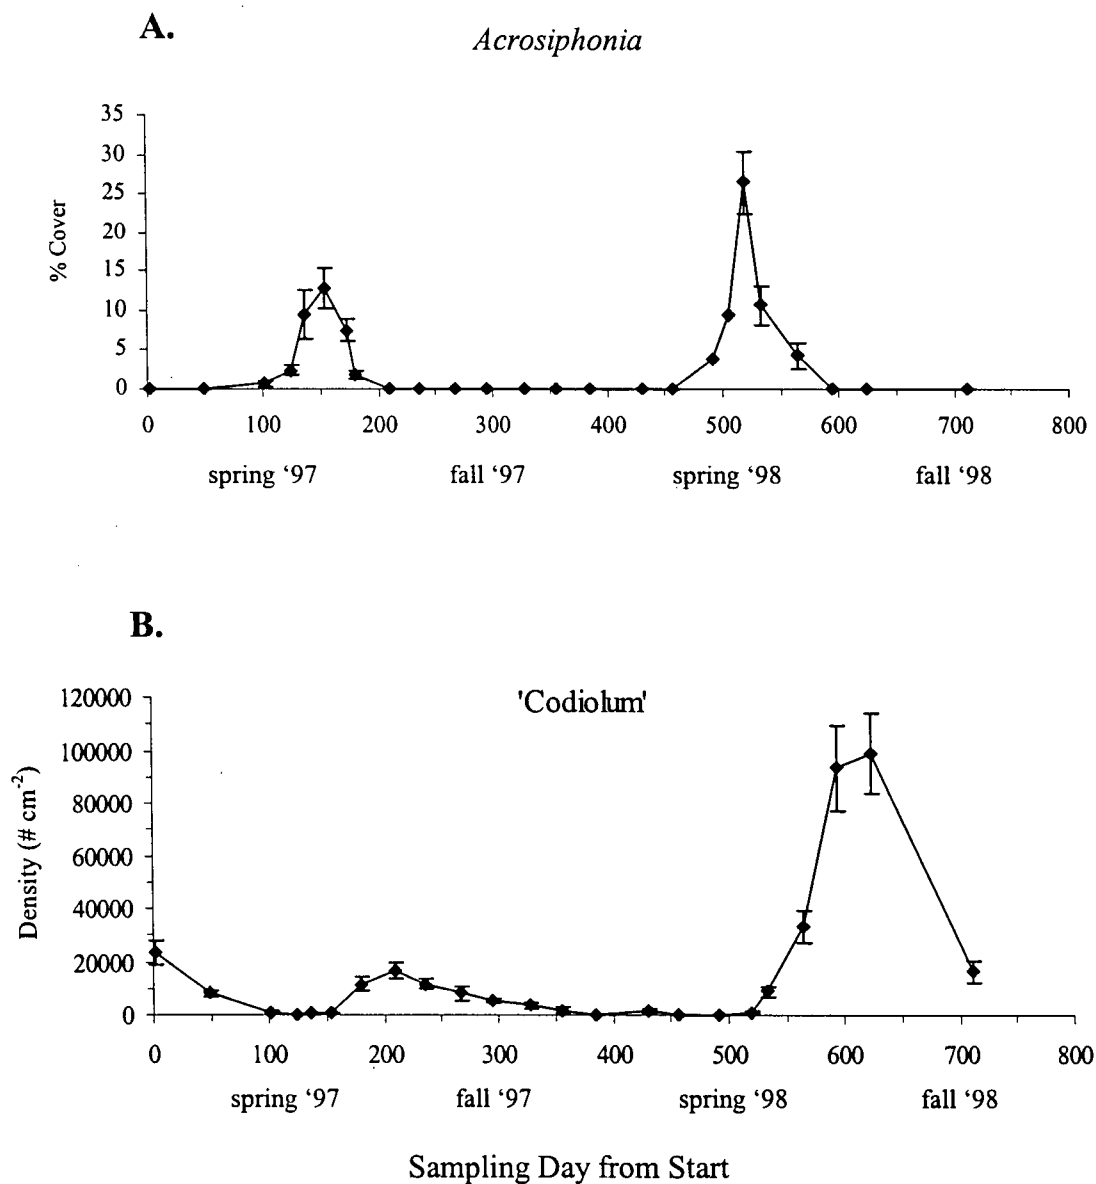 A.
Acrosiphonia
35
30
25
20
15
10
5
0
% Cover
0 100 200 300 400 500 600 700 800
spring ‘97 fall ‘97 spring ‘98 fall ‘98
B.
'Codiolum'
120000
100000
80000
60000
40000
20000
0
Density (# cm-2)
0 100 200 300 400 500 600 700 800
spring ‘97 fall ‘97 spring ‘98 fall ‘98
Sampling Day from Start